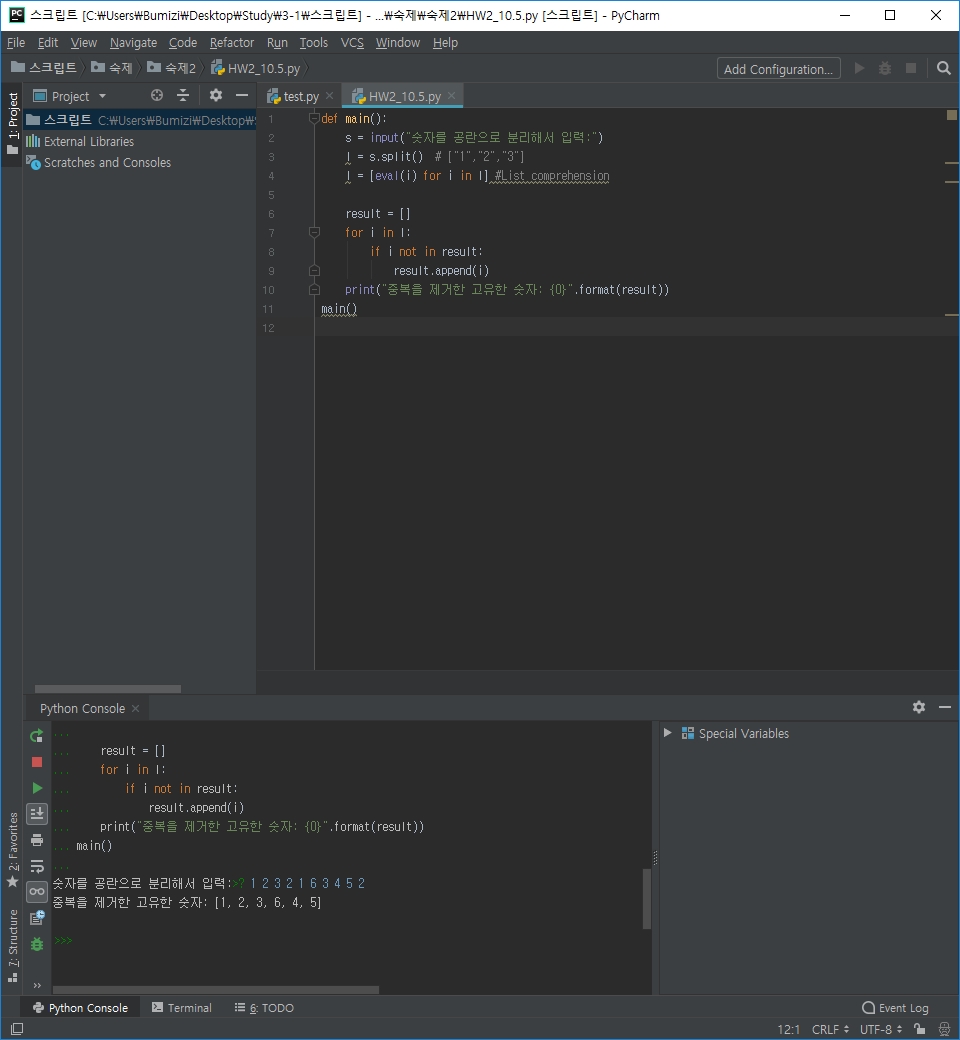 스크립트 [C:₩Users₩Bumizi₩Desktop₩Study₩3-1₩스크립트] - ...₩숙제₩숙제2₩HW2_10.5.py [스크립트] - PyCharm
File Edit View Navigate Code Refactor Run Tools VCS Window Help
스크립트 숙제 숙제2 HW2_10.5.py Add Configuration...
1: Project
Project test.py HW2_10.5.py
스크립트 C:₩Users₩Bumizi₩Desktop₩S
External Libraries
Scratches and Consoles
1 def main():
2 s = input("숫자를 공란으로 분리해서 입력:")
3 l = s.split() # ["1","2","3"]
4 l = [eval(i) for i in l] #List comprehension
5
6 result = []
7 for i in l:
8 if i not in result:
9 result.append(i)
10 print("중복을 제거한 고유한 숫자: {0}".format(result))
11 main()
12
Python Console
...
... result = []
... for i in l:
... if i not in result:
... result.append(i)
... print("중복을 제거한 고유한 숫자: {0}".format(result))
... main()
...
숫자를 공란으로 분리해서 입력:>? 1 2 3 2 1 6 3 4 5 2
중복을 제거한 고유한 숫자: [1, 2, 3, 6, 4, 5]
>>>
Special Variables
2: Favorites
7: Structure
Python Console Terminal 6: TODO Event Log
12:1 CRLF UTF-8